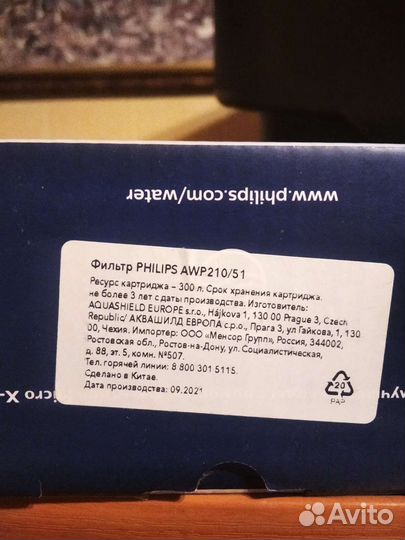 www.philips.com/water
Фильтр PHILIPS AWP210/51
Ресурс картриджа – 300 л. Срок хранения картриджа.
не более 3 лет с даты производства. Изготовитель:
AQUASHIELD EUROPE s.r.o., Hájkova 1, 130 00 Prague 3, Czech
Republic/ АКВАШИЛД ЕВРОПА с.р.о., Прага 3, ул Гайкова, 1, 130
00, Чехия. Импортер: ООО «Менсор Групп», Россия, 344002,
Ростовская обл., Ростов-на-Дону, ул. Социалистическая,
д. 88, эт. 5, комн. №507.
Тел. горячей линии: 8 800 301 5115.
Сделано в Китае.
Дата производства: 09.2021
20
PAP
icro X-
Avito